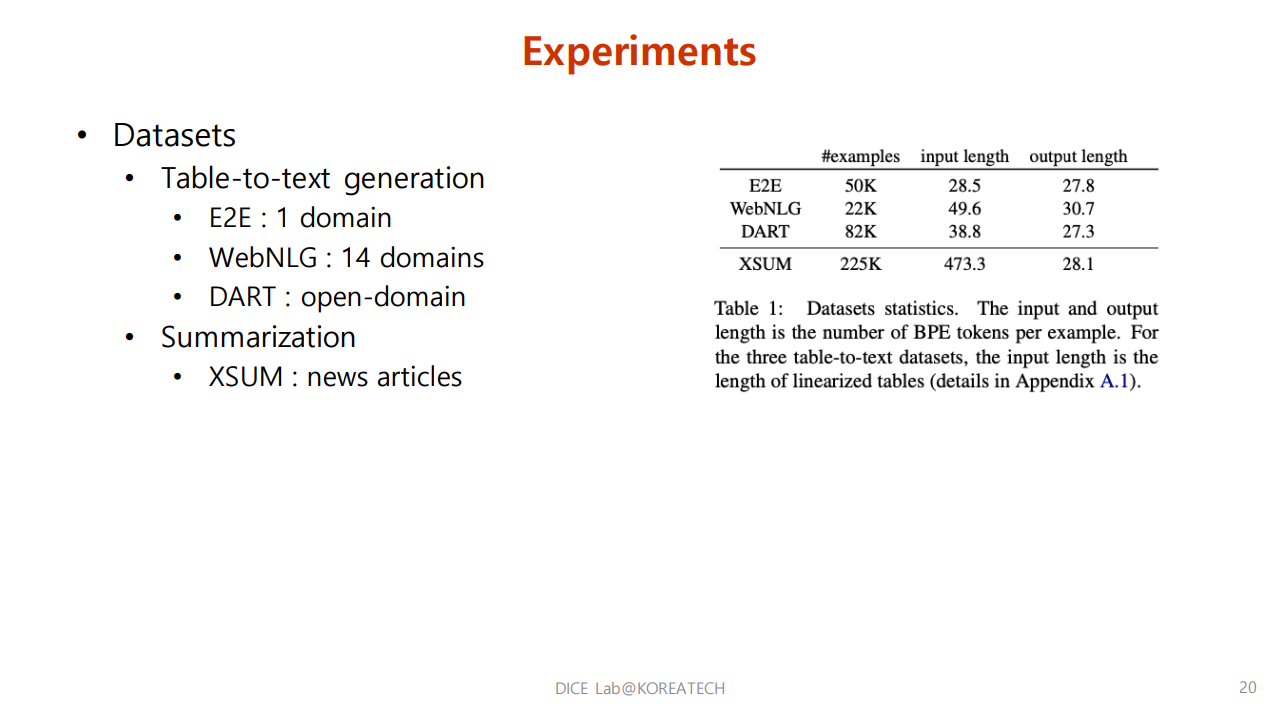 Experiments
• Datasets
• Table-to-text generation
• E2E : 1 domain
• WebNLG : 14 domains
• DART : open-domain
• Summarization
• XSUM : news articles
#examples input length output length
E2E 50K 28.5 27.8
WebNLG 22K 49.6 30.7
DART 82K 38.8 27.3
XSUM 225K 473.3 28.1
Table 1: Datasets statistics. The input and output
length is the number of BPE tokens per example. For
the three table-to-text datasets, the input length is the
length of linearized tables (details in Appendix A.1).
DICE Lab@KOREATECH
20